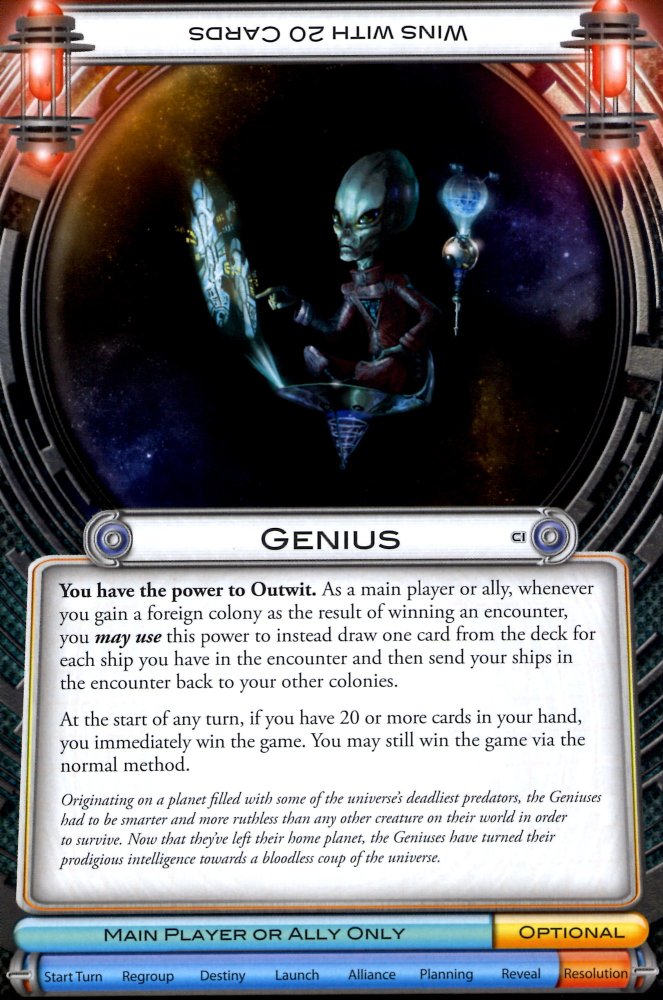 Wins with 20 Cards
Genius CI
You have the power to Outwit. As a main player or ally, whenever
you gain a foreign colony as the result of winning an encounter,
you may use this power to instead draw one card from the deck for
each ship you have in the encounter and then send your ships in
the encounter back to your other colonies.
At the start of any turn, if you have 20 or more cards in your hand,
you immediately win the game. You may still win the game via the
normal method.
Originating on a planet filled with some of the universe's deadliest predators, the Geniuses
had to be smarter and more ruthless than any other creature on their world in order
to survive. Now that they've left their home planet, the Geniuses have turned their
prodigious intelligence towards a bloodless coup of the universe.
Main Player or Ally Only Optional
Start Turn Regroup Destiny Launch Alliance Planning Reveal Resolution